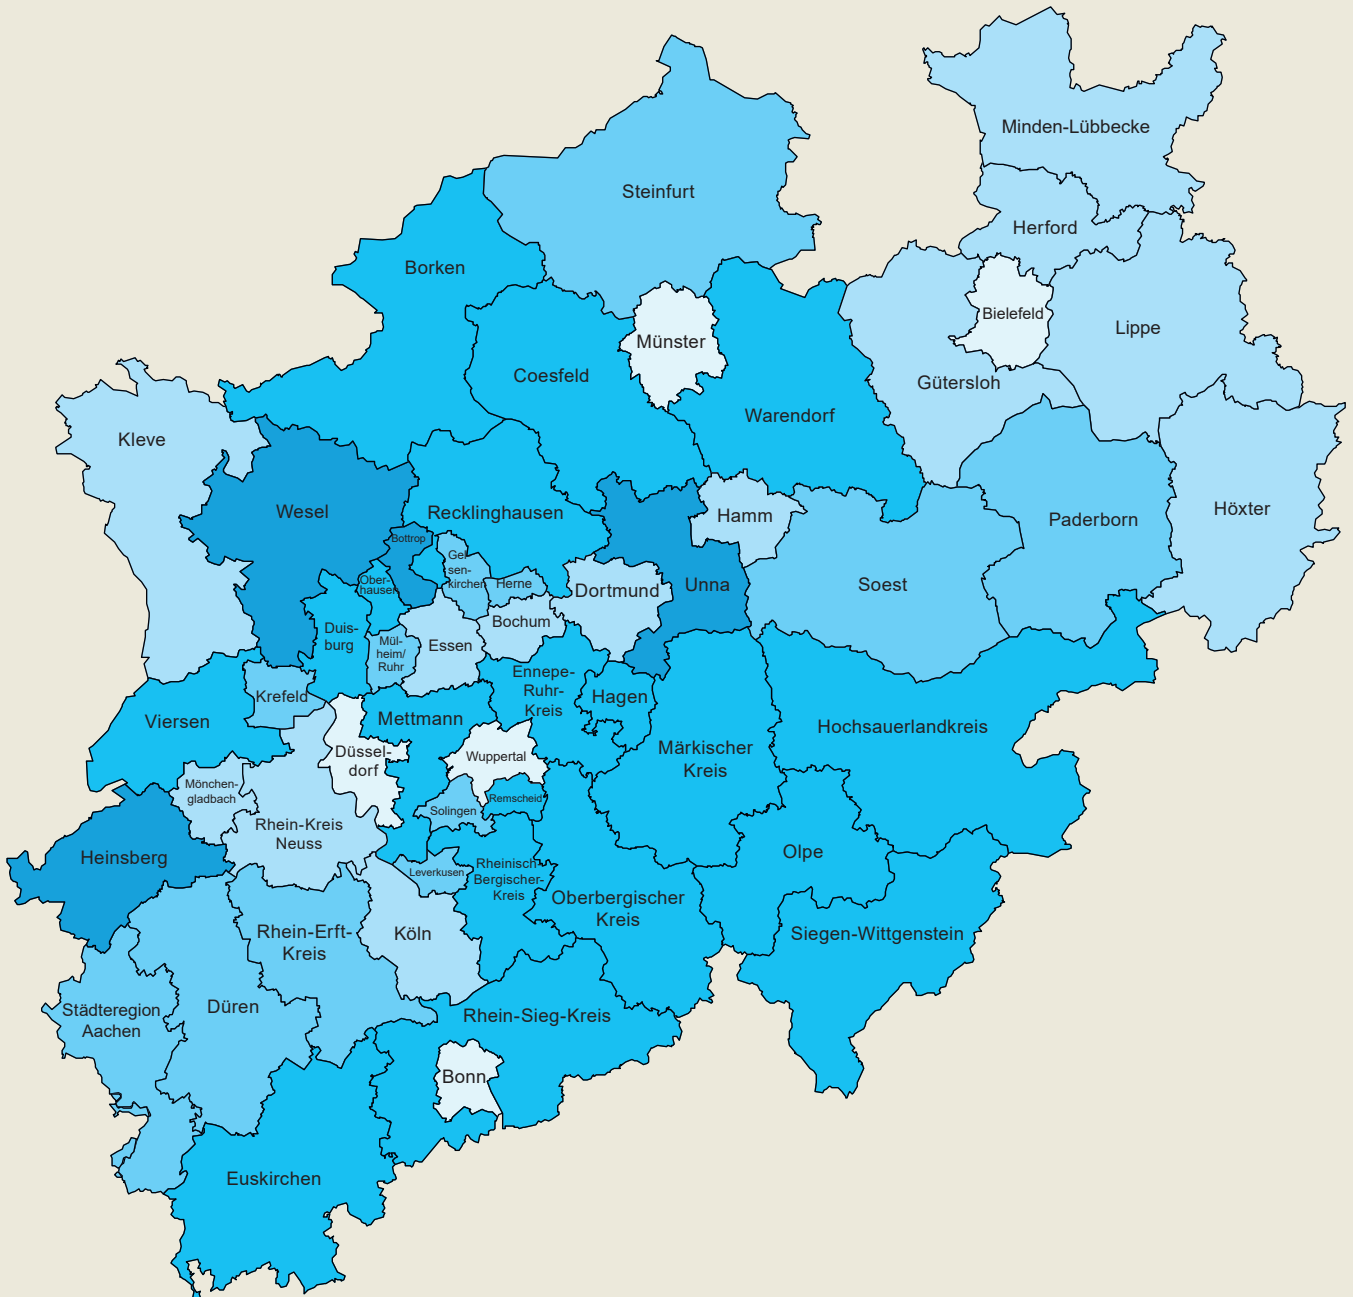 Minden-Lübbecke
Steinfurt
Herford
Borken
Bielefeld
Lippe
Münster
Coesfeld
Gütersloh
Warendorf
Kleve
Wesel
Recklinghausen
Hamm
Höxter
Paderborn
Bottrop
Gel-
sen-
kirchen
Ober-
hausen
Herne
Dortmund
Unna
Soest
Duis-
burg
Bochum
Essen
Mül-
heim/
Ruhr
Ennepe-
Ruhr-
Kreis
Hagen
Krefeld
Viersen
Mettmann
Hochsauerlandkreis
Märkischer
Kreis
Düssel-
dorf
Wuppertal
Mönchen-
gladbach
Remscheid
Solingen
Rhein-Kreis
Neuss
Heinsberg
Olpe
Leverkusen
Rheinisch-
Bergischer-
Kreis
Oberbergischer
Kreis
Köln
Rhein-Erft-
Kreis
Siegen-Wittgenstein
Städteregion
Aachen
Düren
Rhein-Sieg-Kreis
Bonn
Euskirchen